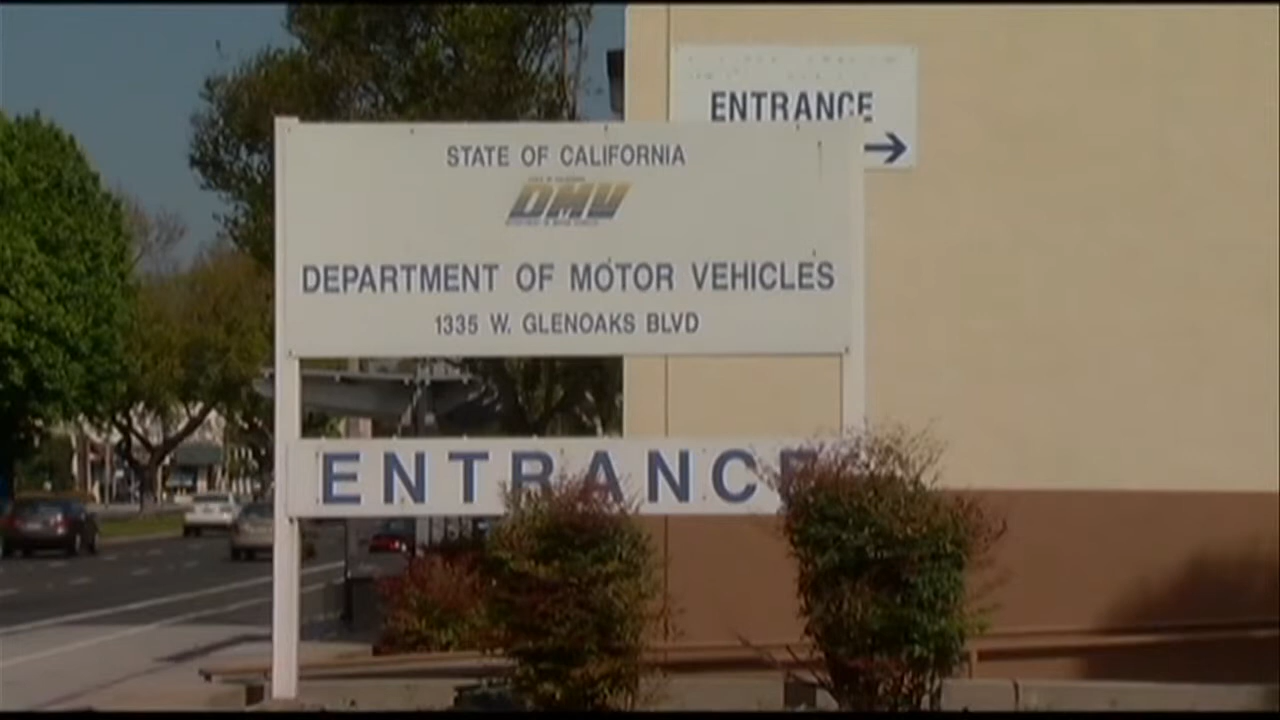 ENTRANCE
STATE OF CALIFORNIA
DMV
DEPARTMENT OF MOTOR VEHICLES
1335 W. GLENOAKS BLVD
ENTRANCE